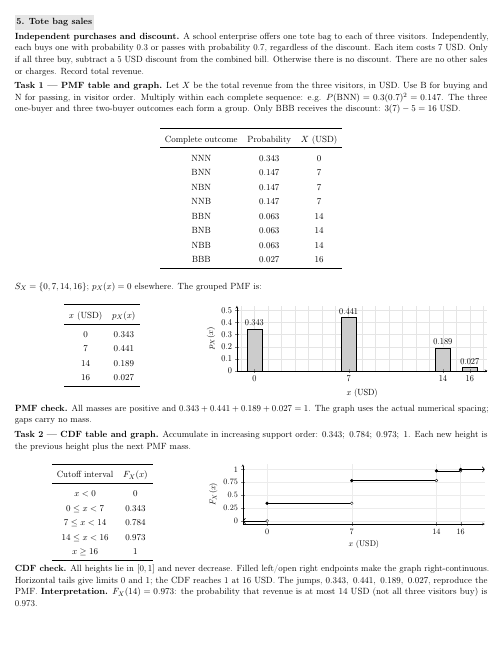 5. Tote bag sales
Independent purchases and discount. A school enterprise offers one tote bag to each of three visitors. Independently,
each buys one with probability 0.3 or passes with probability 0.7, regardless of the discount. Each item costs 7 USD. Only
if all three buy, subtract a 5 USD discount from the combined bill. Otherwise there is no discount. There are no other sales
or charges. Record total revenue.
Task 1 — PMF table and graph. Let X be the total revenue from the three visitors, in USD. Use B for buying and
N for passing, in visitor order. Multiply within each complete sequence: e.g. P(BNN) = 0.3(0.7)² = 0.147. The three
one-buyer and three two-buyer outcomes each form a group. Only BBB receives the discount: 3(7) − 5 = 16 USD.
Complete outcome Probability X (USD)
NNN 0.343 0
BNN 0.147 7
NBN 0.147 7
NNB 0.147 7
BBN 0.063 14
BNB 0.063 14
NBB 0.063 14
BBB 0.027 16
S_X = {0, 7, 14, 16}; p_X(x) = 0 elsewhere. The grouped PMF is:
x (USD) p_X(x)
0 0.343
7 0.441
14 0.189
16 0.027
p_X(x)
0.5
0.4
0.3
0.2
0.1
0
0.343
0.441
0.189
0.027
0 7 14 16
x (USD)
PMF check. All masses are positive and 0.343 + 0.441 + 0.189 + 0.027 = 1. The graph uses the actual numerical spacing;
gaps carry no mass.
Task 2 — CDF table and graph. Accumulate in increasing support order: 0.343; 0.784; 0.973; 1. Each new height is
the previous height plus the next PMF mass.
Cutoff interval F_X(x)
x < 0 0
0 ≤ x < 7 0.343
7 ≤ x < 14 0.784
14 ≤ x < 16 0.973
x ≥ 16 1
F_X(x)
1
0.75
0.5
0.25
0
0 7 14 16
x (USD)
CDF check. All heights lie in [0, 1] and never decrease. Filled left/open right endpoints make the graph right-continuous.
Horizontal tails give limits 0 and 1; the CDF reaches 1 at 16 USD. The jumps, 0.343, 0.441, 0.189, 0.027, reproduce the
PMF. Interpretation. F_X(14) = 0.973: the probability that revenue is at most 14 USD (not all three visitors buy) is
0.973.